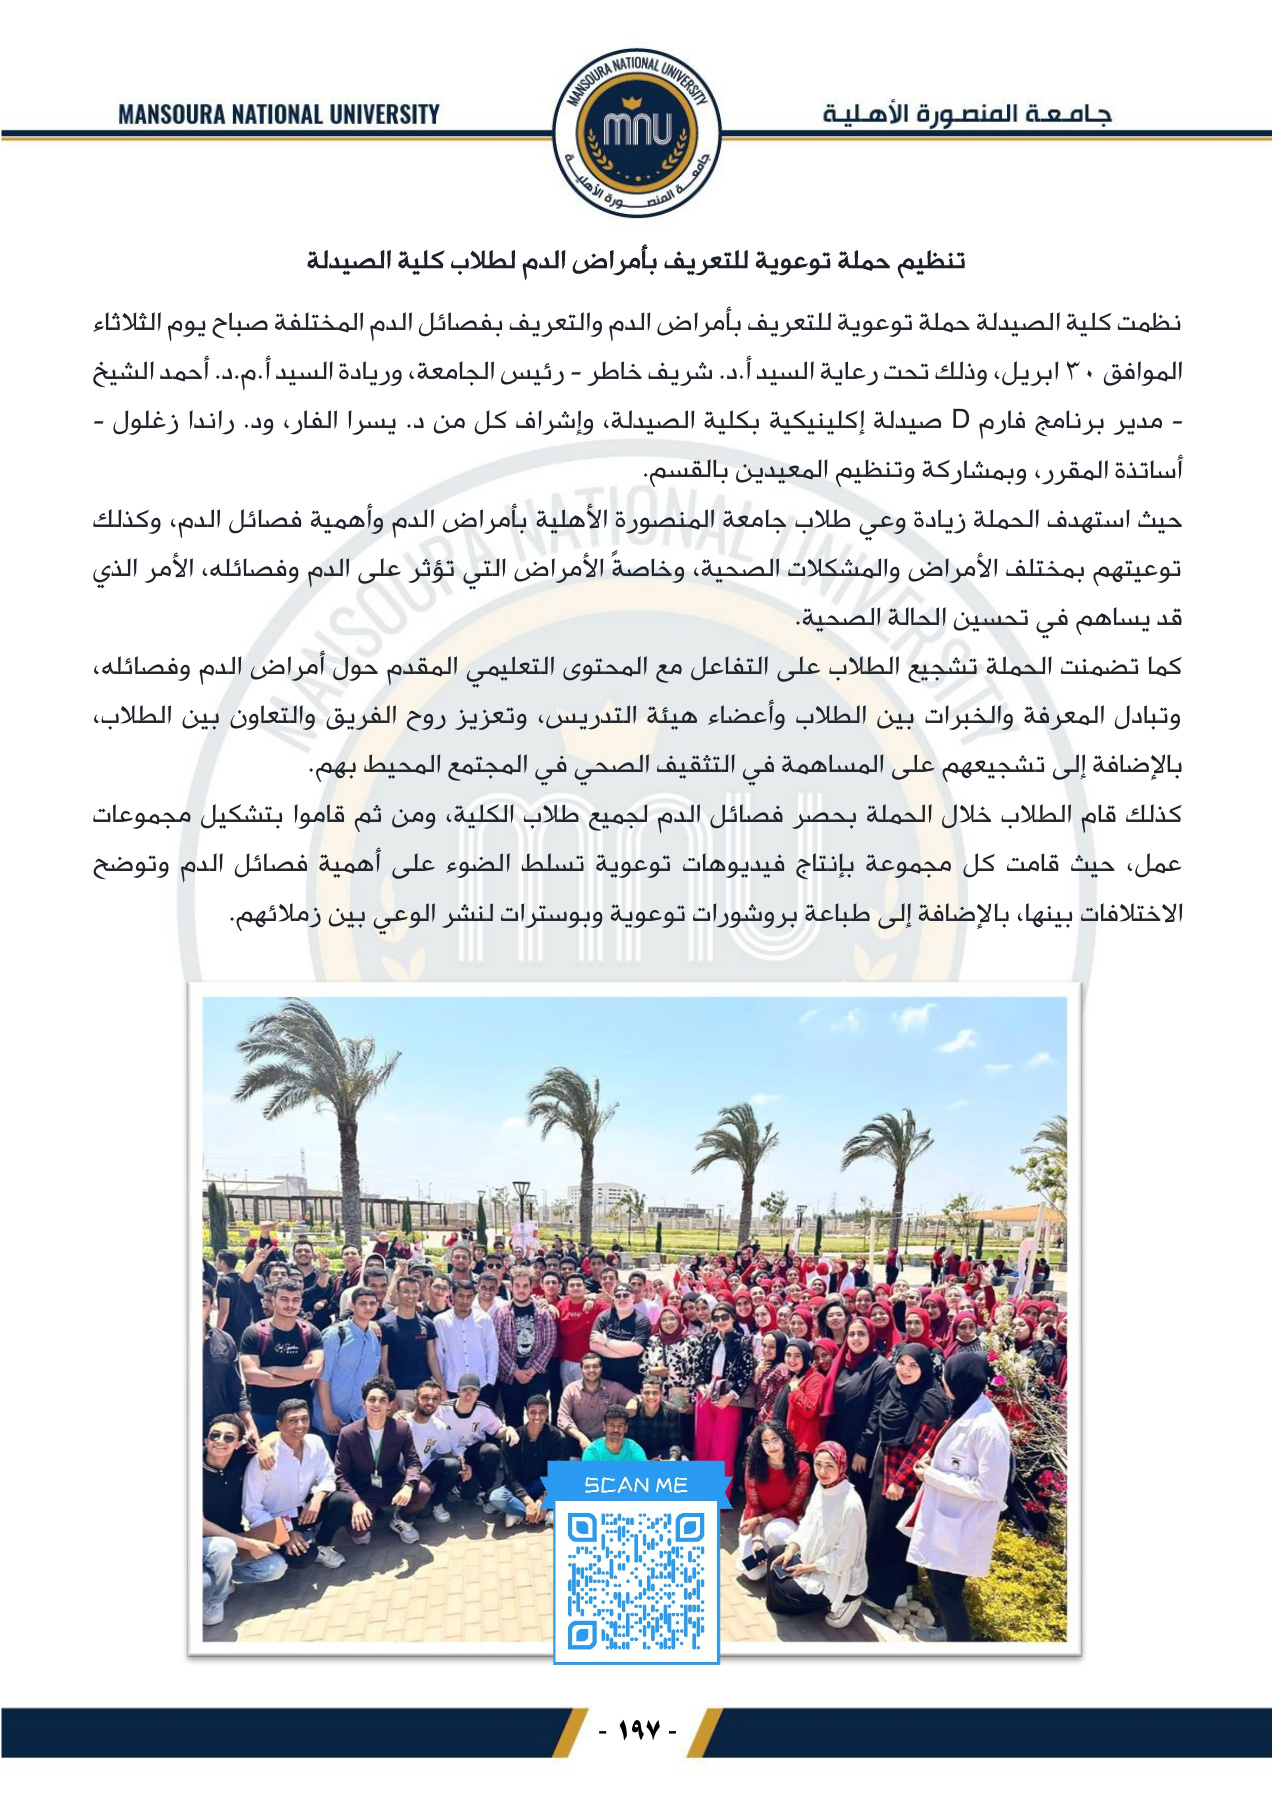 MANSOURA NATIONAL UNIVERSITY
جامعة المنصورة الأهلية
MANSOURA NATIONAL UNIVERSITY
mnu
جامعة المنصورة الأهلية
تنظيم حملة توعوية للتعريف بأمراض الدم لطلاب كلية الصيدلة
نظمت كلية الصيدلة حملة توعوية للتعريف بأمراض الدم والتعريف بفصائل الدم المختلفة صباح يوم الثلاثاء
الموافق ٣٠ ابريل، وذلك تحت رعاية السيد أ.د. شريف خاطر - رئيس الجامعة، وريادة السيد أ.م.د. أحمد الشيخ
- مدير برنامج فارم D صيدلة إكلينيكية بكلية الصيدلة، وإشراف كل من د. يسرا الفار، ود. راندا زغلول -
أساتذة المقرر، وبمشاركة وتنظيم المعيدين بالقسم.
حيث استهدف الحملة زيادة وعي طلاب جامعة المنصورة الأهلية بأمراض الدم وأهمية فصائل الدم، وكذلك
توعيتهم بمختلف الأمراض والمشكلات الصحية، وخاصةً الأمراض التي تؤثر على الدم وفصائله، الأمر الذي
قد يساهم في تحسين الحالة الصحية.
كما تضمنت الحملة تشجيع الطلاب على التفاعل مع المحتوى التعليمي المقدم حول أمراض الدم وفصائله،
وتبادل المعرفة والخبرات بين الطلاب وأعضاء هيئة التدريس، وتعزيز روح الفريق والتعاون بين الطلاب،
بالإضافة إلى تشجيعهم على المساهمة في التثقيف الصحي في المجتمع المحيط بهم.
كذلك قام الطلاب خلال الحملة بحصر فصائل الدم لجميع طلاب الكلية، ومن ثم قاموا بتشكيل مجموعات
عمل، حيث قامت كل مجموعة بإنتاج فيديوهات توعوية تسلط الضوء على أهمية فصائل الدم وتوضح
الاختلافات بينها، بالإضافة إلى طباعة بروشورات توعوية وبوسترات لنشر الوعي بين زملائهم.
MANSOURA NATIONAL UNIVERSITY
mnu
SCAN ME
- ١٩٧ -